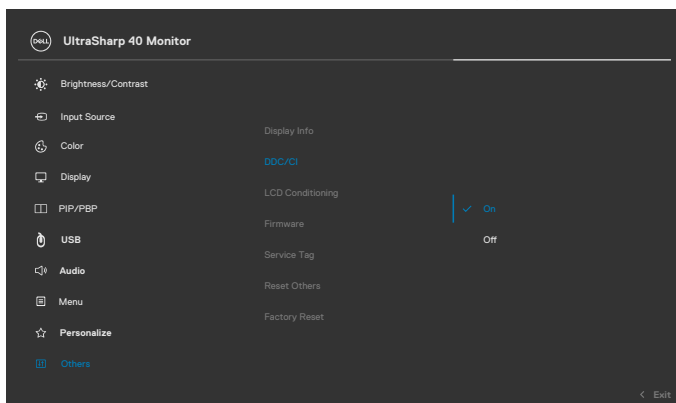 DELL
UltraSharp 40 Monitor
Brightness/Contrast
Input Source
Color
Display
PIP/PBP
USB
Audio
Menu
Personalize
Others
Display Info
DDC/CI
LCD Conditioning
Firmware
Service Tag
Reset Others
Factory Reset
On
Off
Exit